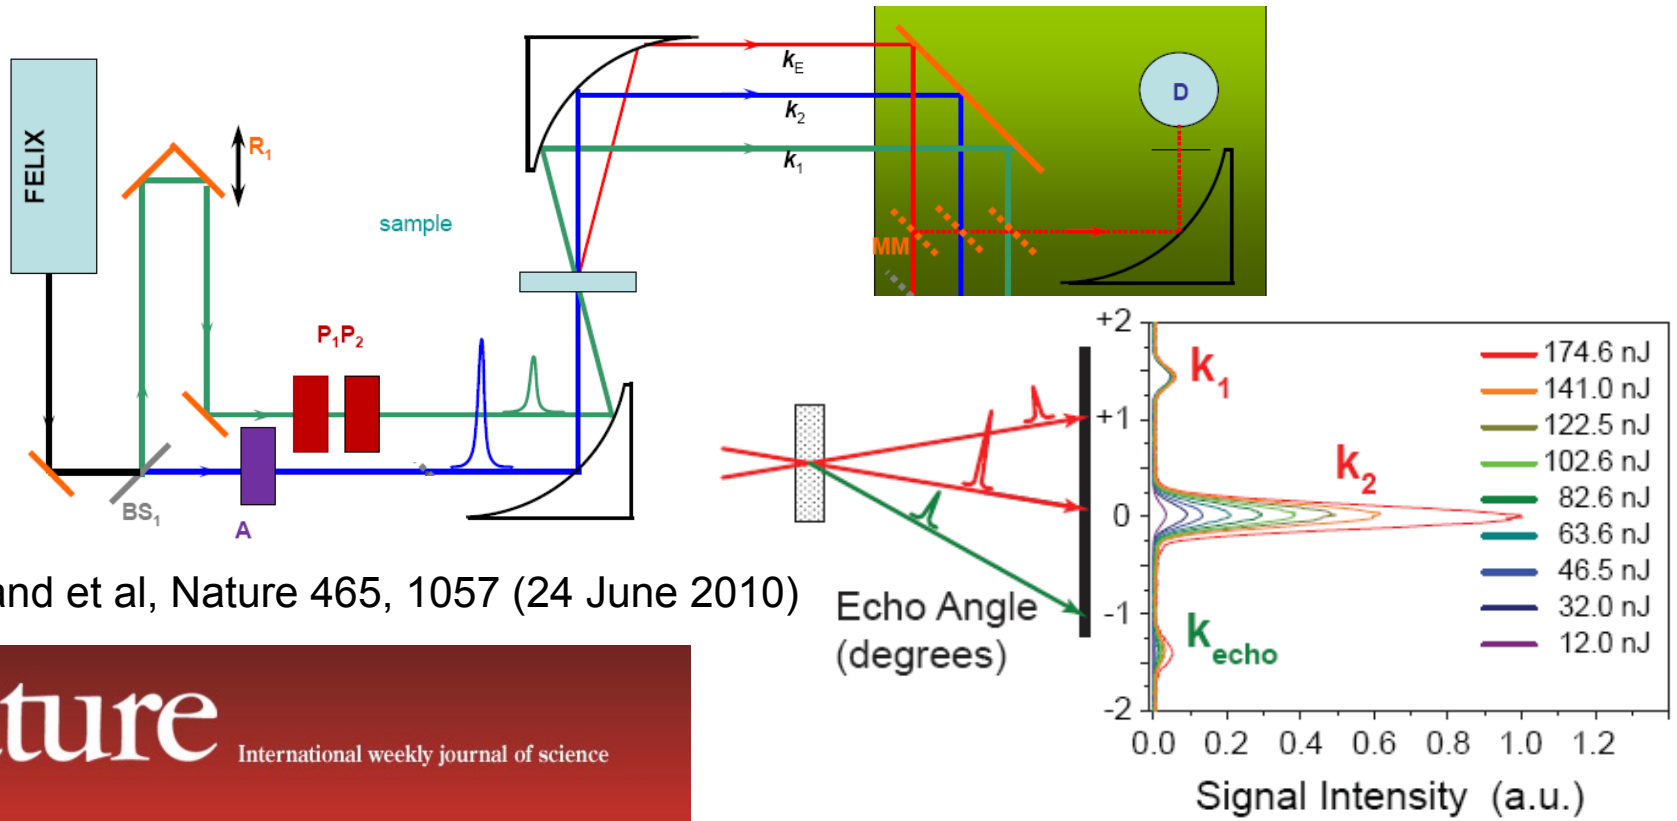 FELIX
R1
sample
P1P2
BS1
A
kE
k2
k1
D
MM
and et al, Nature 465, 1057 (24 June 2010)
ture
International weekly journal of science
Echo Angle
(degrees)
+2
+1
0
-1
-2
k1
k2
kecho
174.6 nJ
141.0 nJ
122.5 nJ
102.6 nJ
82.6 nJ
63.6 nJ
46.5 nJ
32.0 nJ
12.0 nJ
0.0 0.2 0.4 0.6 0.8 1.0 1.2
Signal Intensity (a.u.)